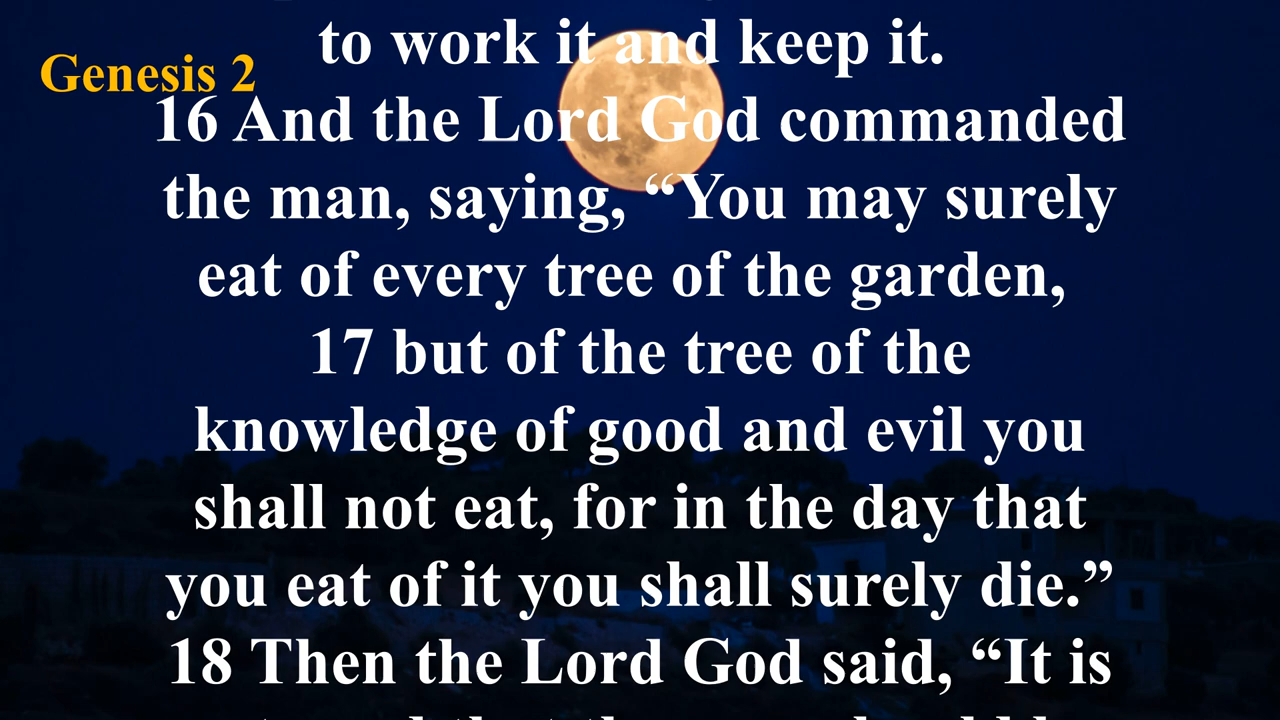 to work it and keep it.
Genesis 2
16 And the Lord God commanded
the man, saying, “You may surely
eat of every tree of the garden,
17 but of the tree of the
knowledge of good and evil you
shall not eat, for in the day that
you eat of it you shall surely die.”
18 Then the Lord God said, “It is